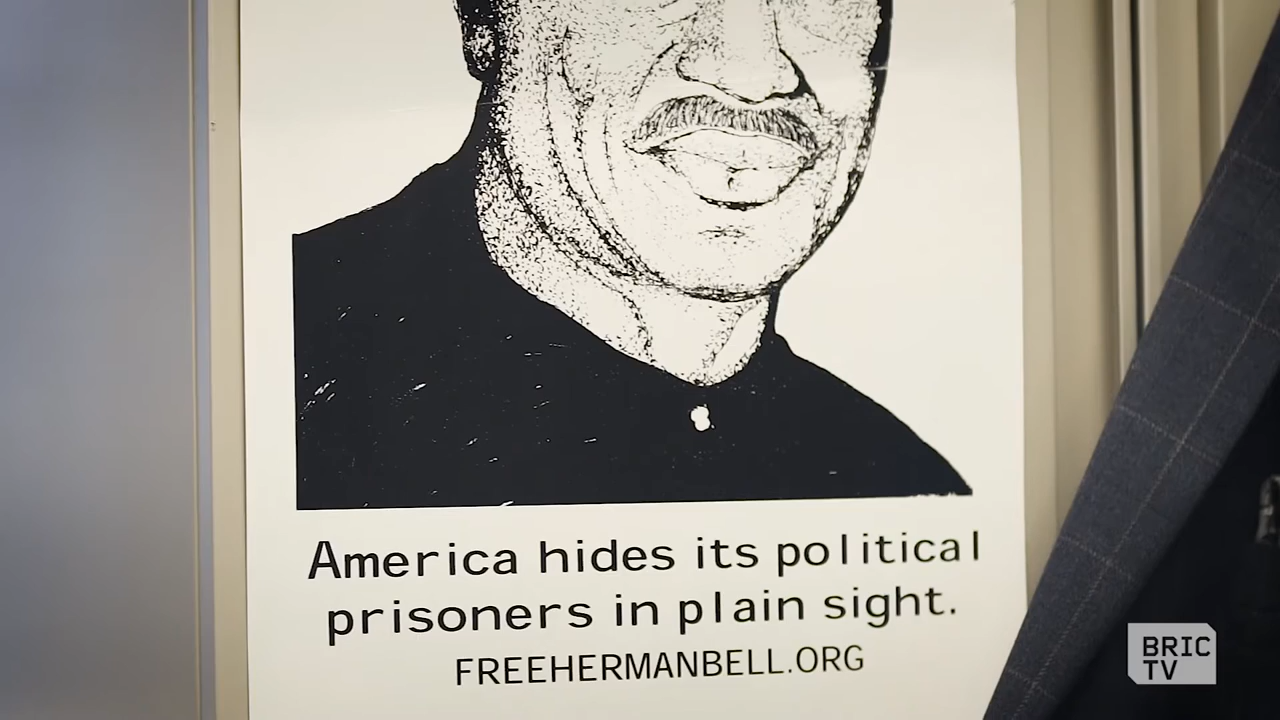 America hides its political
prisoners in plain sight.
FREEHERMANBELL.ORG
BRIC
TV